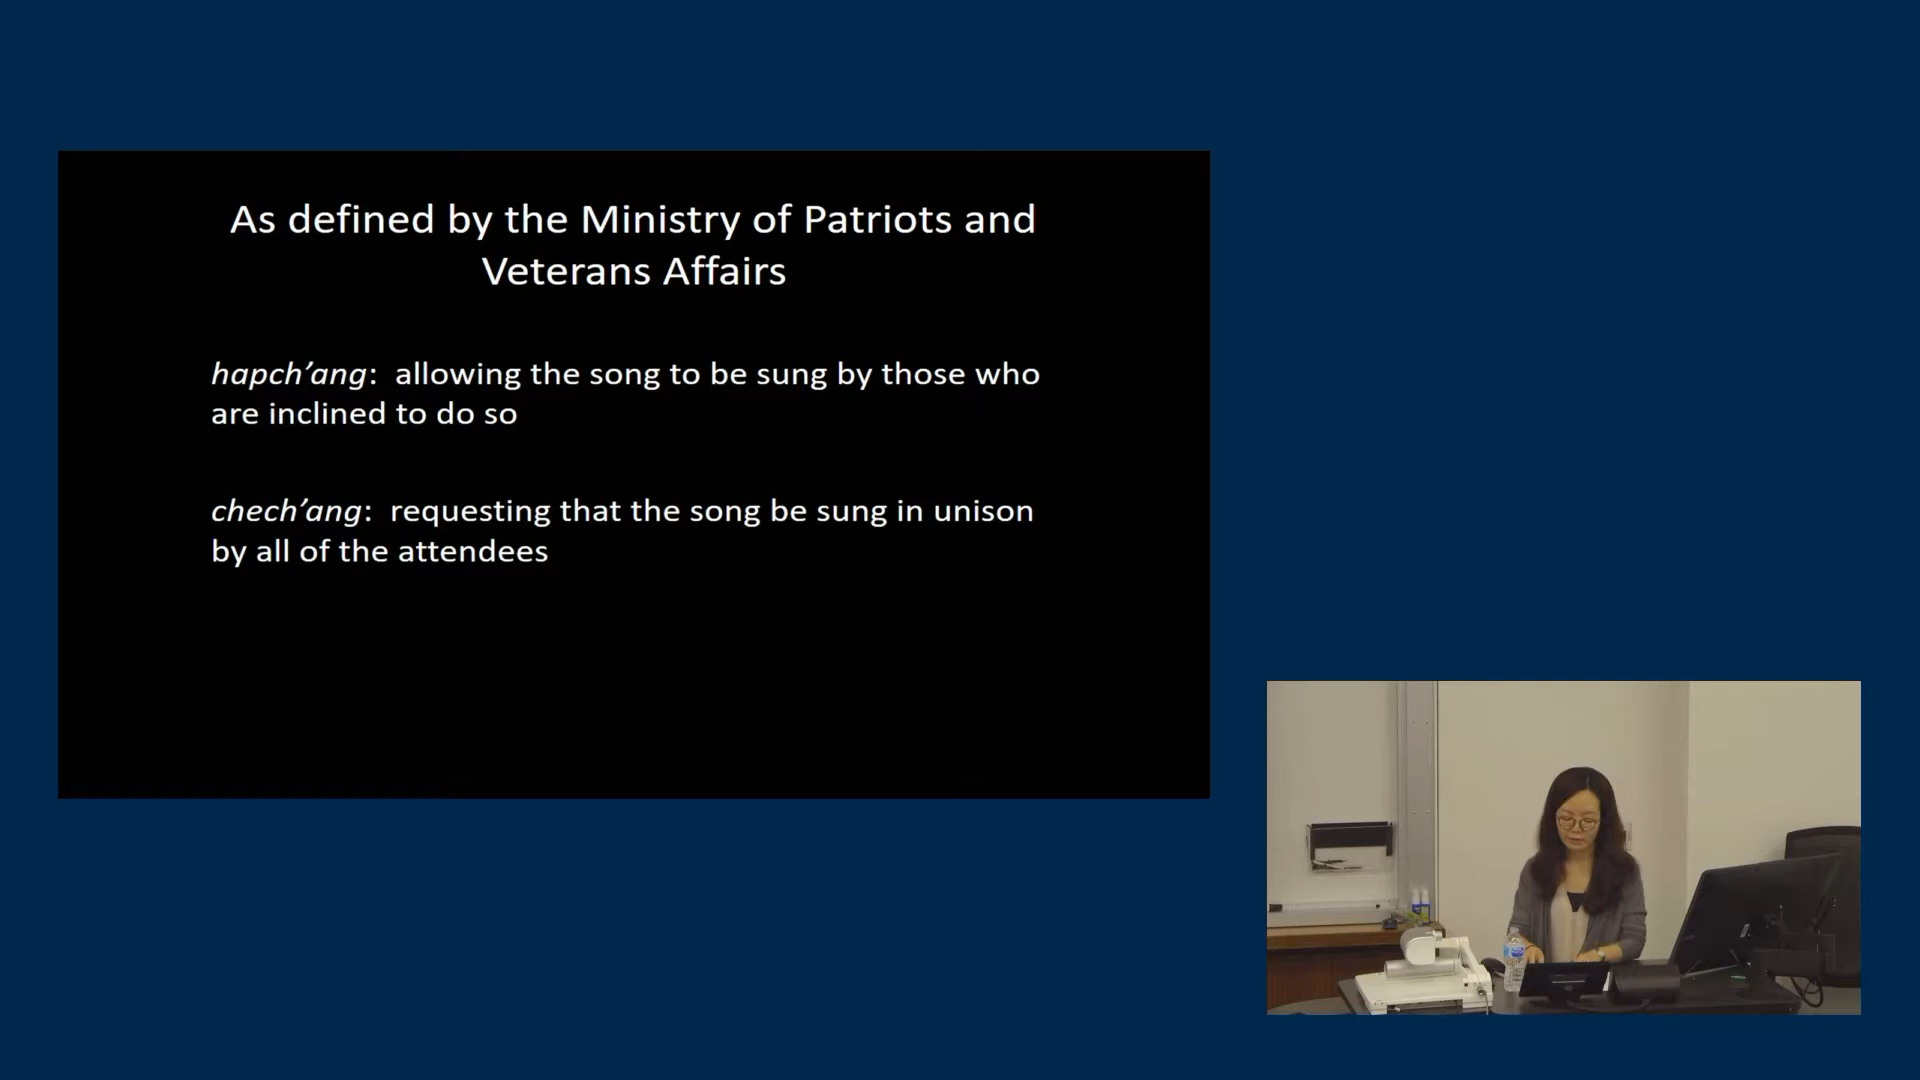 As defined by the Ministry of Patriots and
Veterans Affairs
hapch’ang:  allowing the song to be sung by those who
are inclined to do so
chech’ang:  requesting that the song be sung in unison
by all of the attendees